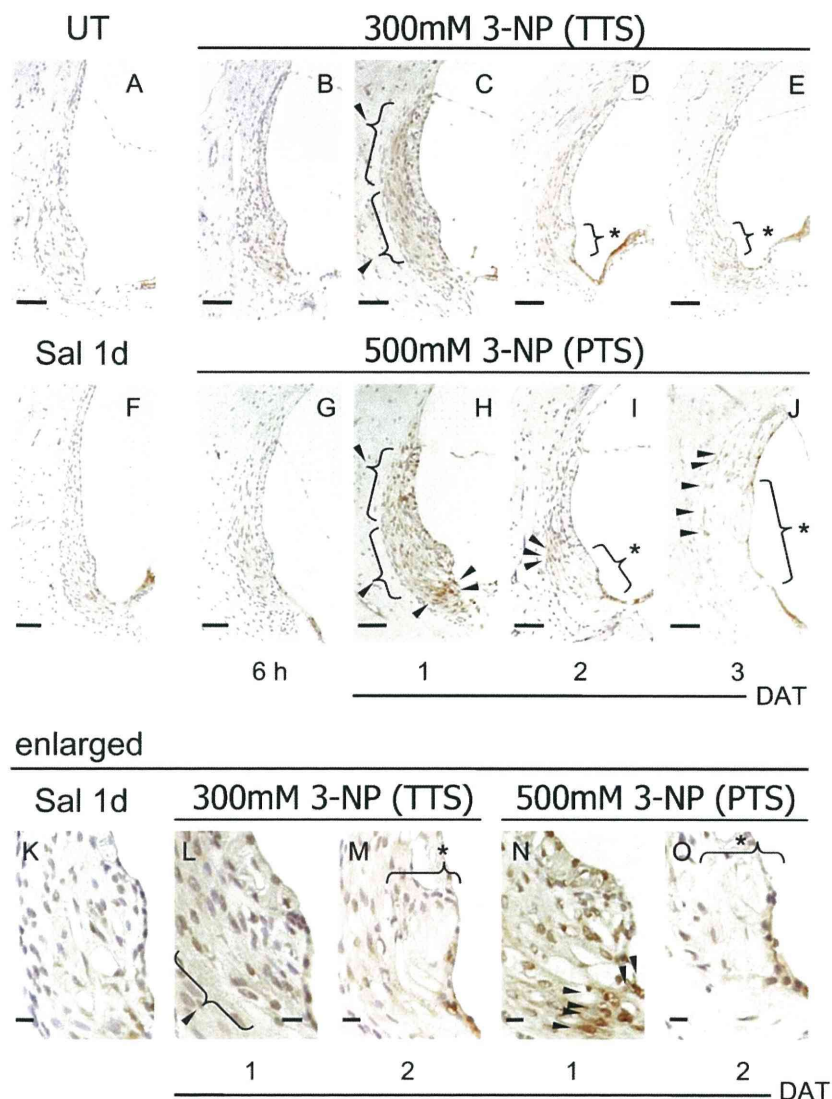 UT 300mM 3-NP (TTS)
A B C D E
* *
Sal 1d 500mM 3-NP (PTS)
F G H I J
* *
6 h 1 2 3
DAT
enlarged
Sal 1d 300mM 3-NP (TTS) 500mM 3-NP (PTS)
K L M * N O *
1 2 1 2
DAT